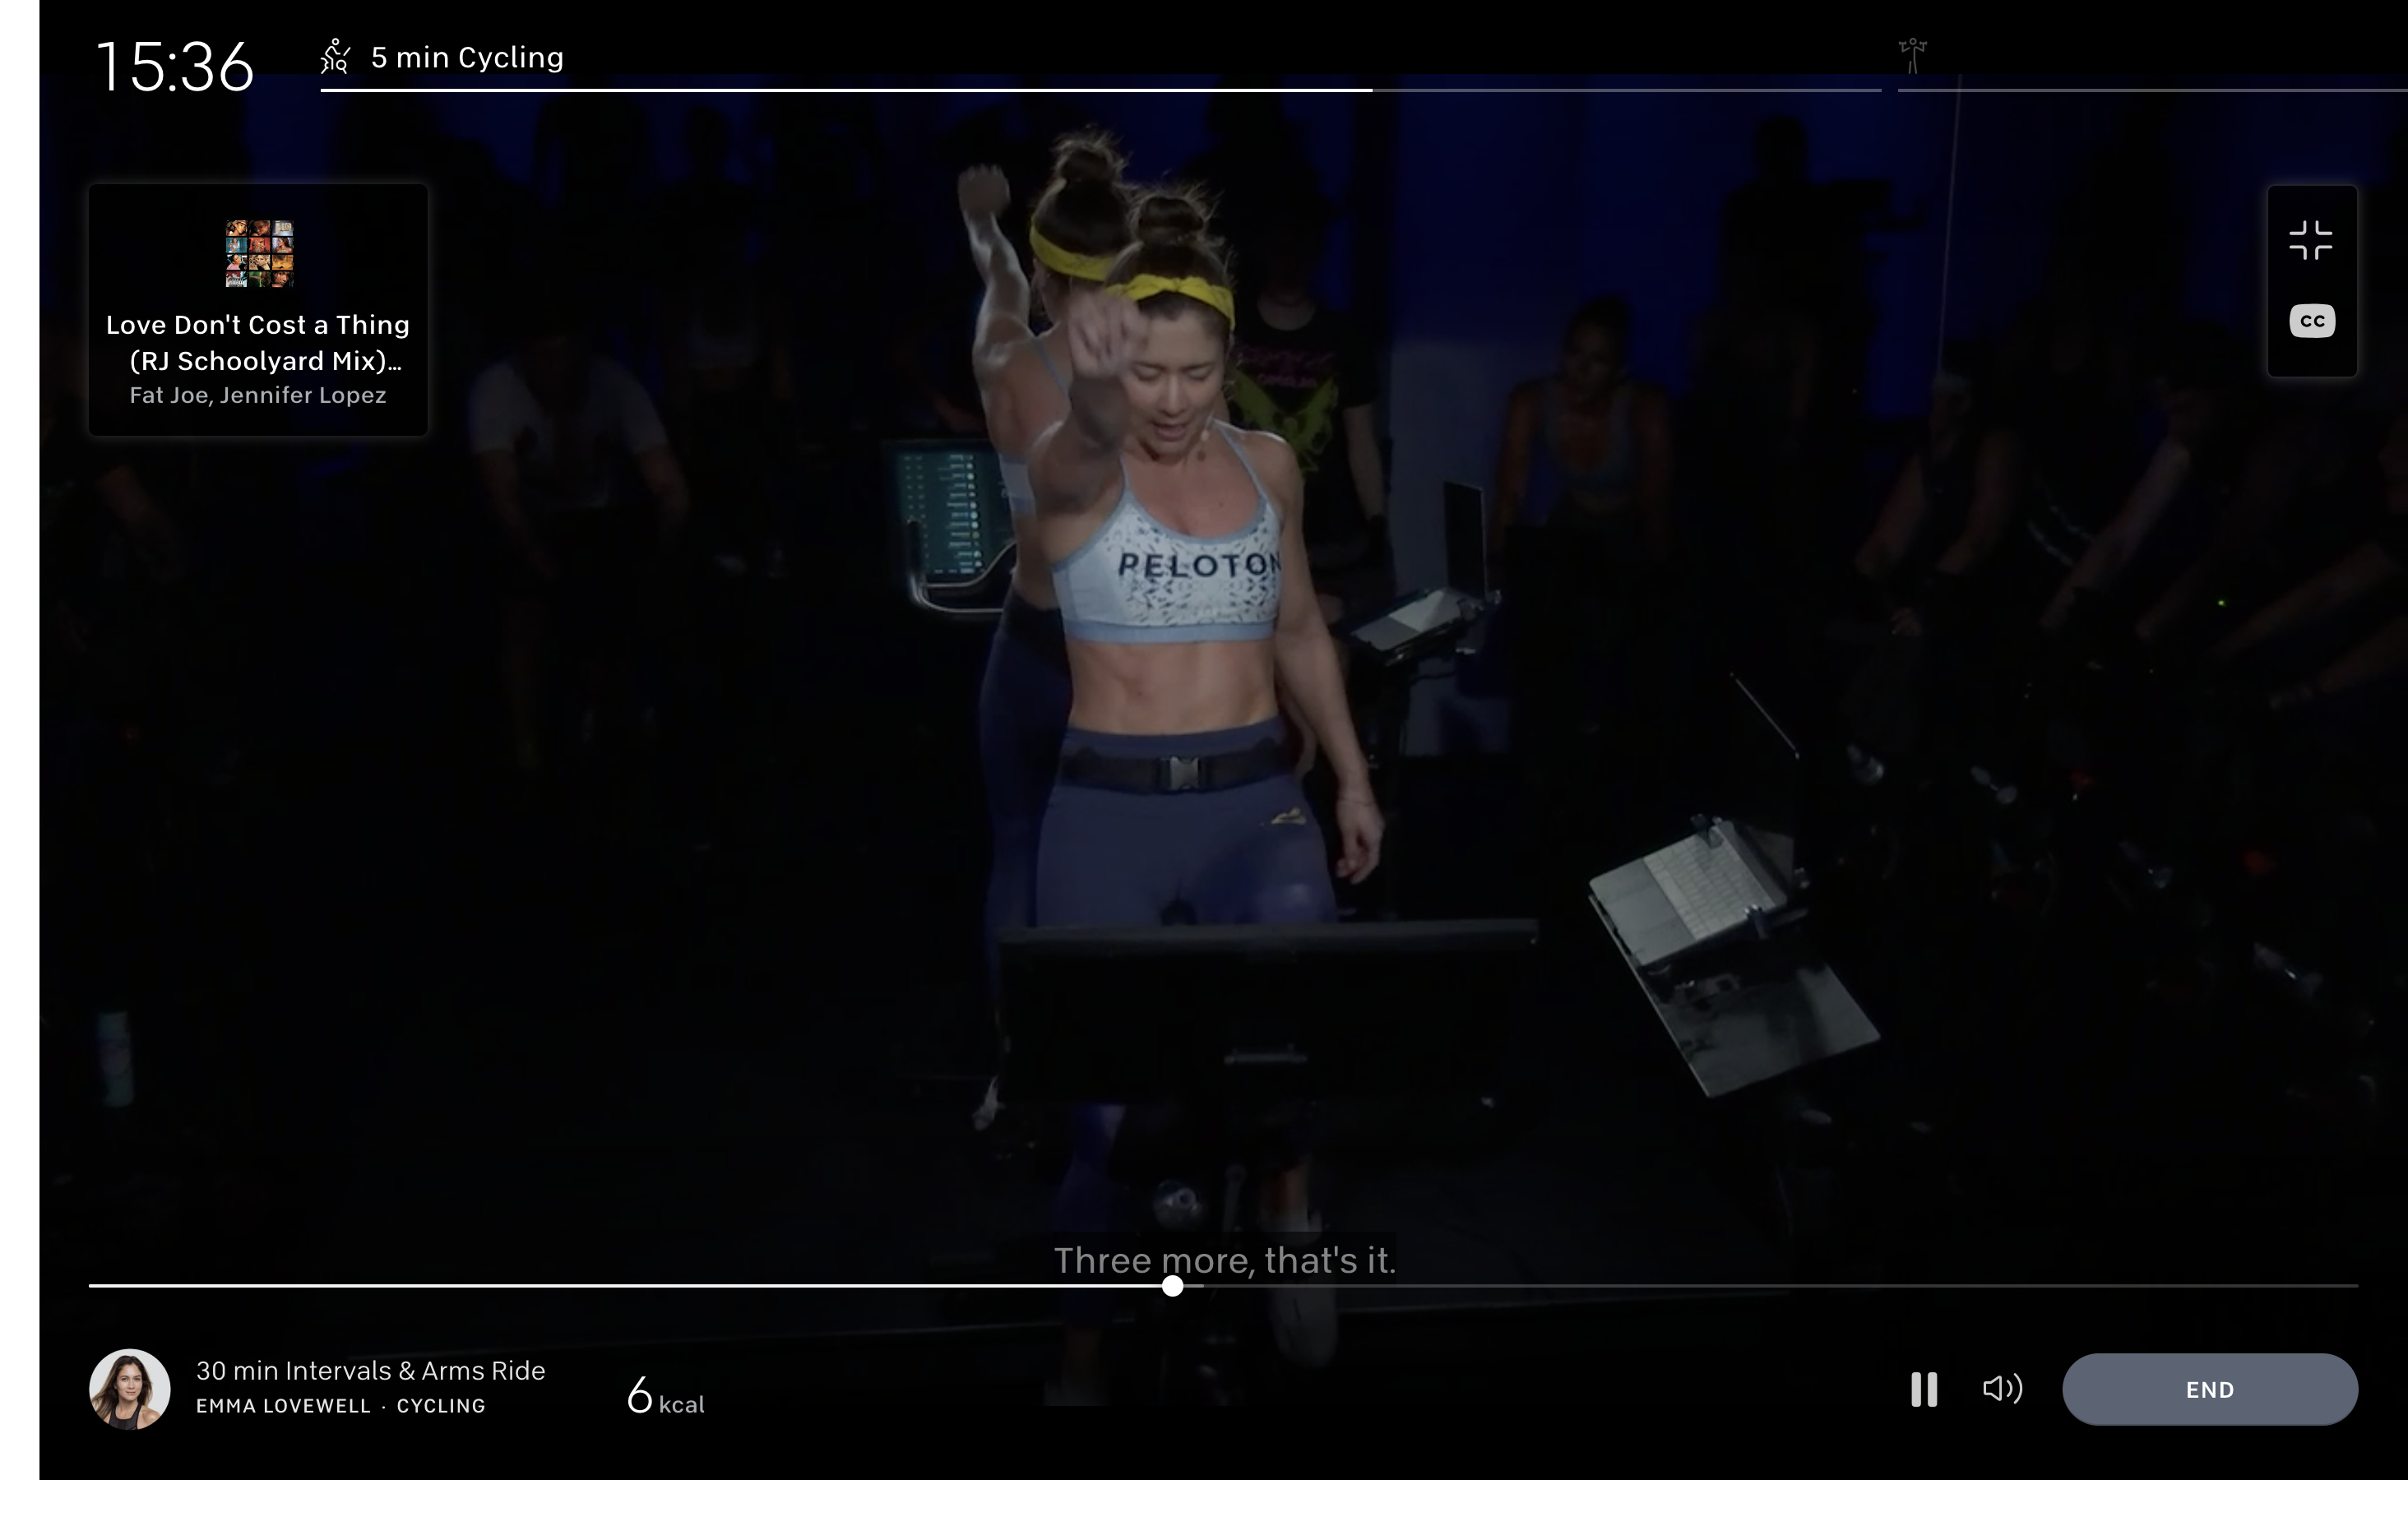 15:36
5 min Cycling
Love Don't Cost a Thing
(RJ Schoolyard Mix)...
Fat Joe, Jennifer Lopez
CC
PELOTON
Three more, that's it.
30 min Intervals & Arms Ride
EMMA LOVEWELL · CYCLING
6 kcal
END